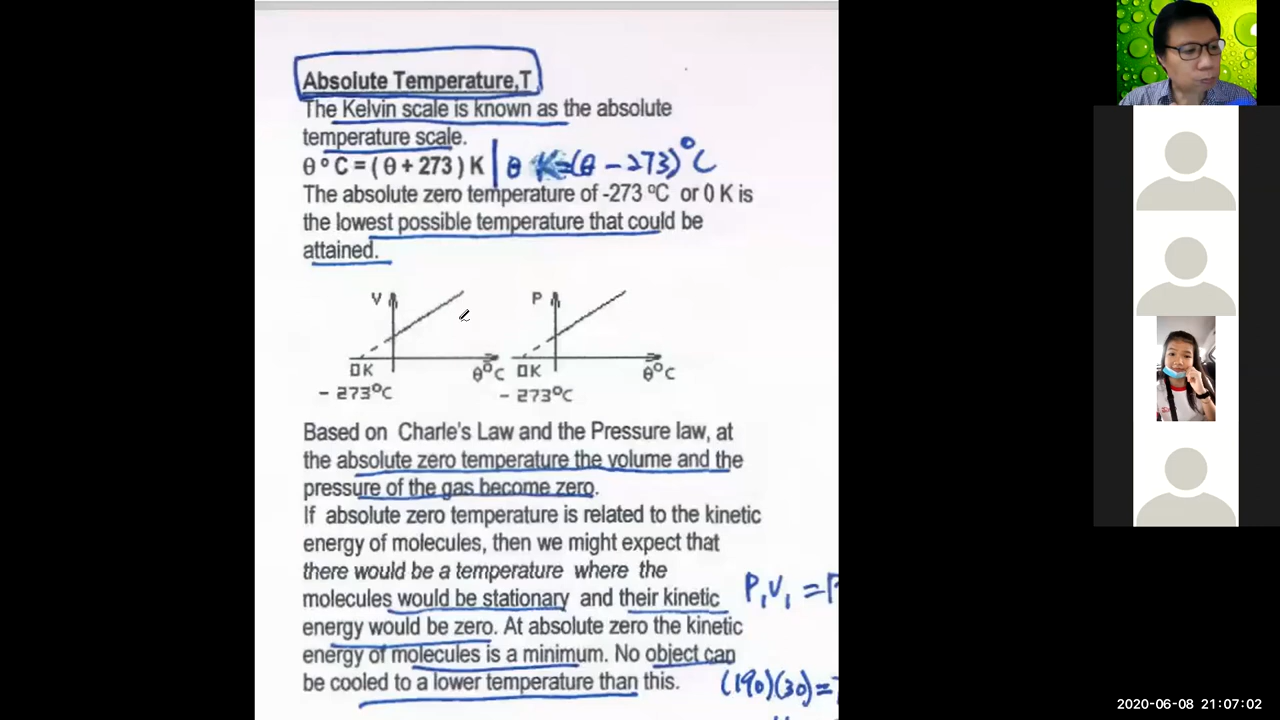 Absolute Temperature,T
The Kelvin scale is known as the absolute
temperature scale.
θ °C = ( θ + 273 ) K | θ K=(θ - 273)°C
The absolute zero temperature of -273 °C or 0 K is
the lowest possible temperature that could be
attained.
V P
0K θ°C 0K θ°C
- 273°C - 273°C
Based on Charle's Law and the Pressure law, at
the absolute zero temperature the volume and the
pressure of the gas become zero.
If absolute zero temperature is related to the kinetic
energy of molecules, then we might expect that
there would be a temperature where the
molecules would be stationary and their kinetic
P₁V₁ =
energy would be zero. At absolute zero the kinetic
energy of molecules is a minimum. No object can
be cooled to a lower temperature than this.
(190)(30)=
2020-06-08 21:07:02